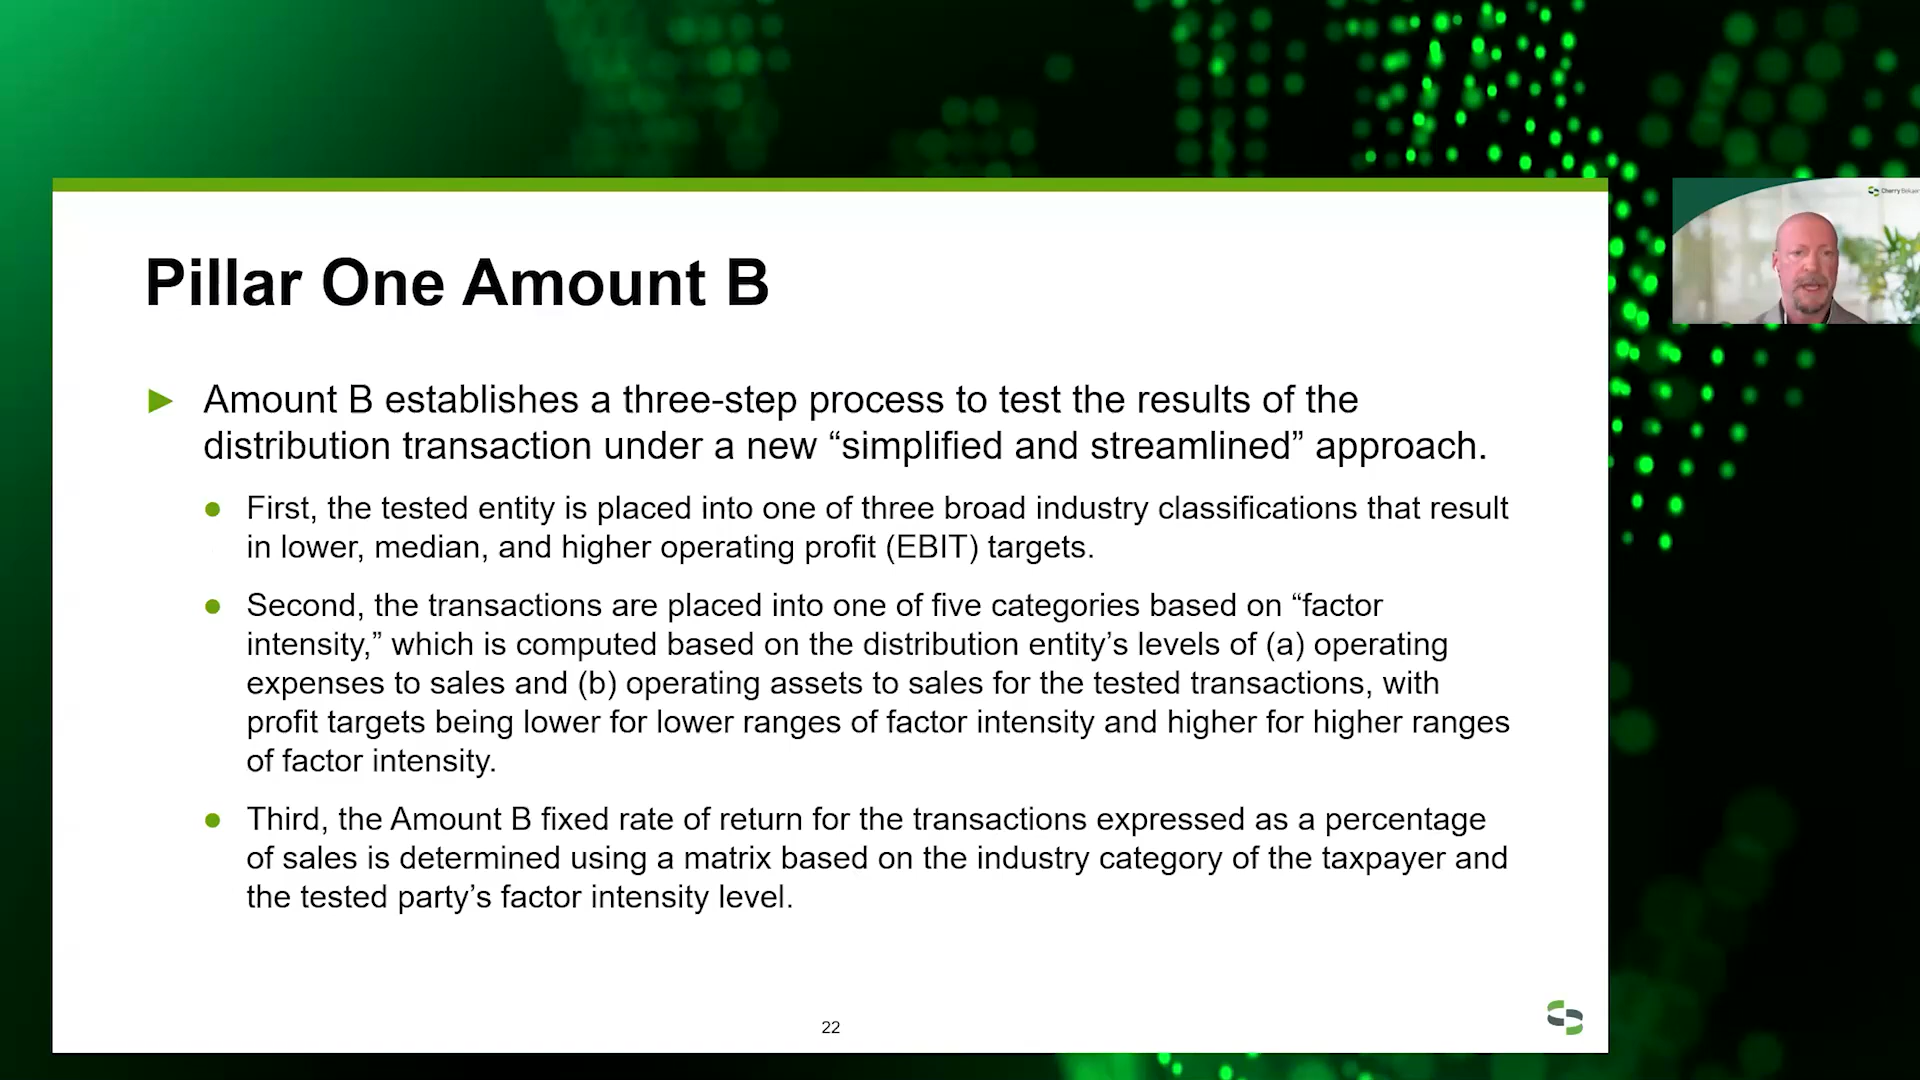 Cherry Bekaert
Pillar One Amount B
Amount B establishes a three-step process to test the results of the
distribution transaction under a new “simplified and streamlined” approach.
First, the tested entity is placed into one of three broad industry classifications that result
in lower, median, and higher operating profit (EBIT) targets.
Second, the transactions are placed into one of five categories based on “factor
intensity,” which is computed based on the distribution entity’s levels of (a) operating
expenses to sales and (b) operating assets to sales for the tested transactions, with
profit targets being lower for lower ranges of factor intensity and higher for higher ranges
of factor intensity.
Third, the Amount B fixed rate of return for the transactions expressed as a percentage
of sales is determined using a matrix based on the industry category of the taxpayer and
the tested party’s factor intensity level.
22